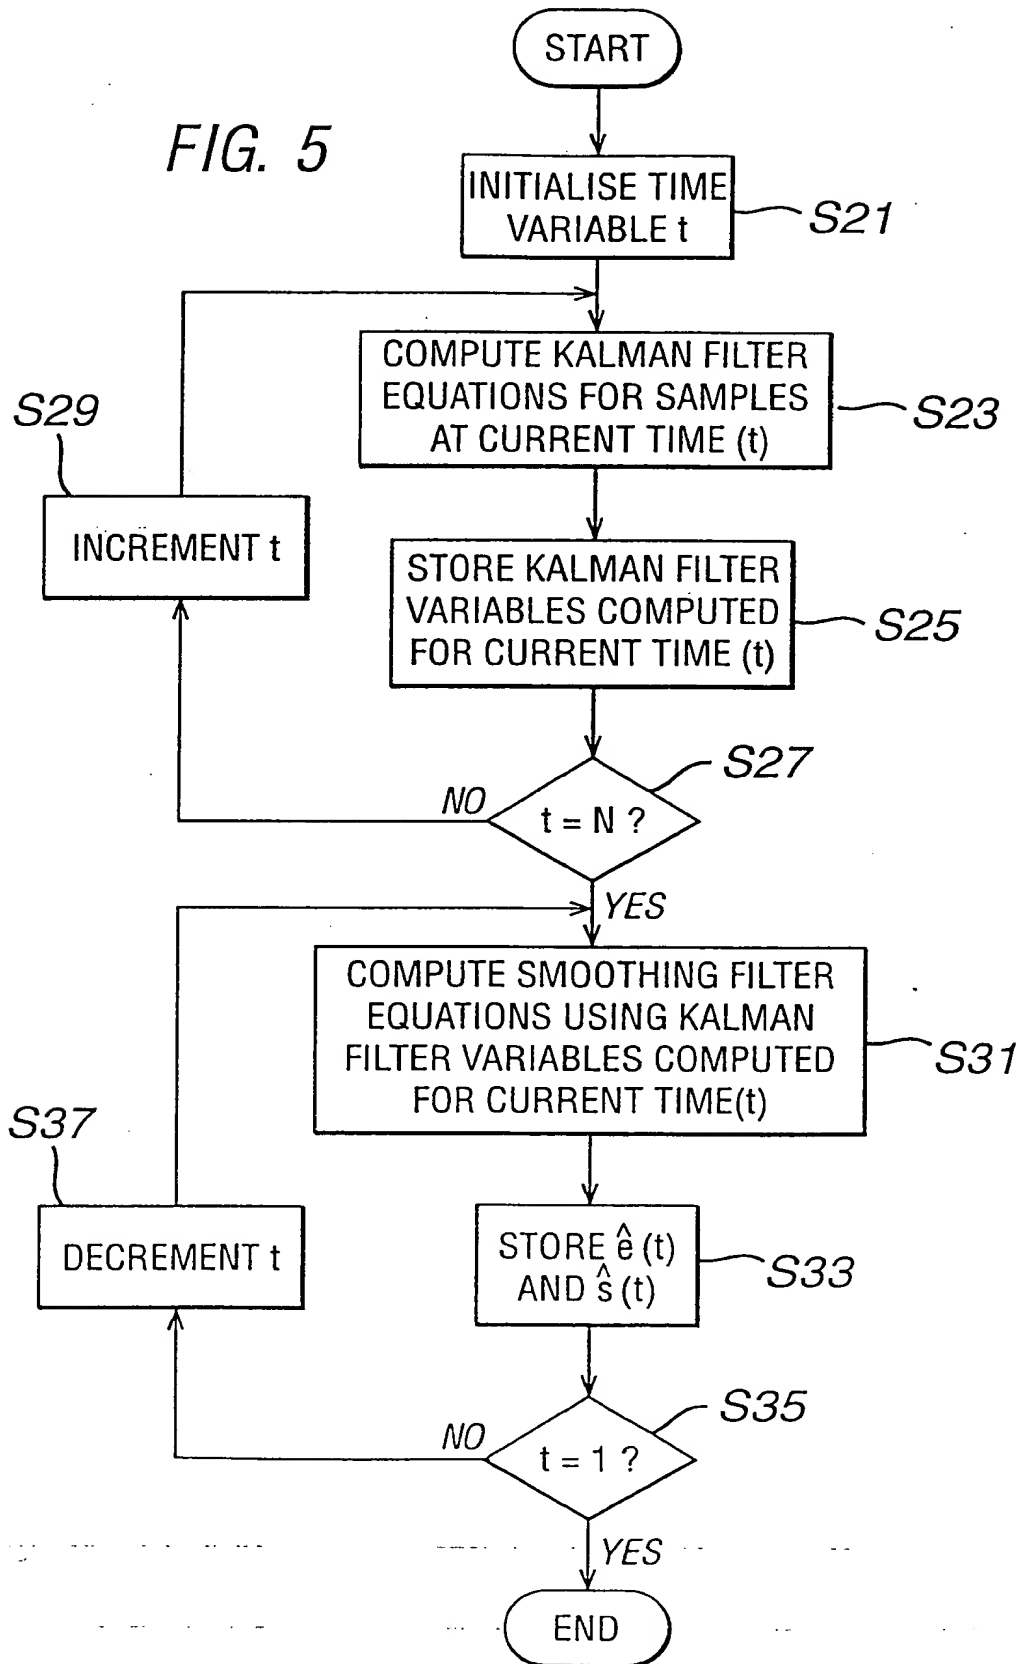 START
FIG. 5
INITIALISE TIME
VARIABLE t
S21
COMPUTE KALMAN FILTER
EQUATIONS FOR SAMPLES
AT CURRENT TIME (t)
S23
S29
INCREMENT t
STORE KALMAN FILTER
VARIABLES COMPUTED
FOR CURRENT TIME (t)
S25
S27
NO
t = N ?
YES
COMPUTE SMOOTHING FILTER
EQUATIONS USING KALMAN
FILTER VARIABLES COMPUTED
FOR CURRENT TIME(t)
S31
S37
DECREMENT t
STORE ê (t)
AND ŝ (t)
S33
S35
NO
t = 1 ?
YES
END